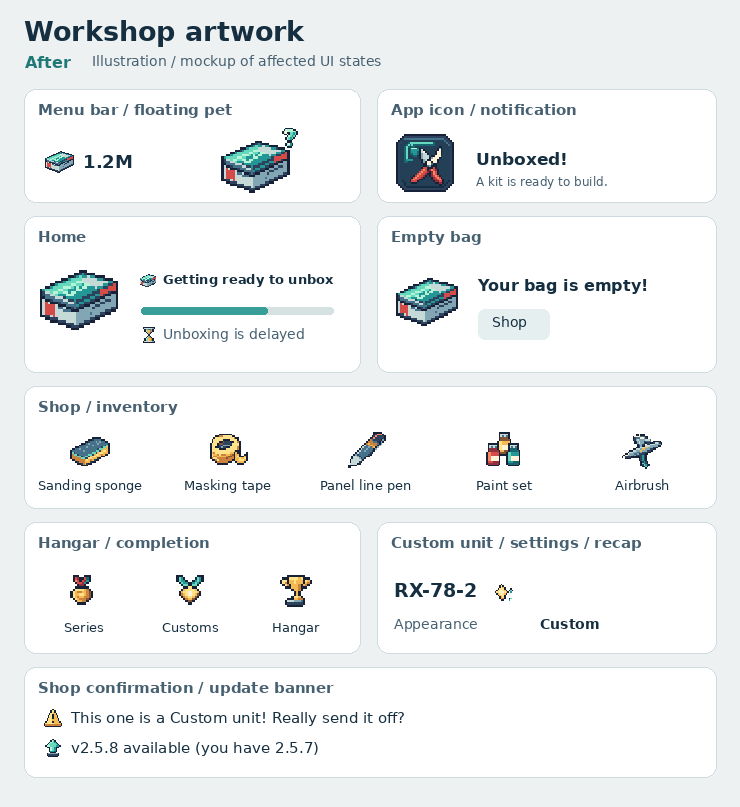 Workshop artwork
After Illustration / mockup of affected UI states
Menu bar / floating pet
1.2M
?
App icon / notification
Unboxed!
A kit is ready to build.
Home
Getting ready to unbox
Unboxing is delayed
Empty bag
Your bag is empty!
Shop
Shop / inventory
Sanding sponge
Masking tape
Panel line pen
Paint set
Airbrush
Hangar / completion
Series
Customs
Hangar
Custom unit / settings / recap
RX-78-2
Appearance Custom
Shop confirmation / update banner
This one is a Custom unit! Really send it off?
v2.5.8 available (you have 2.5.7)